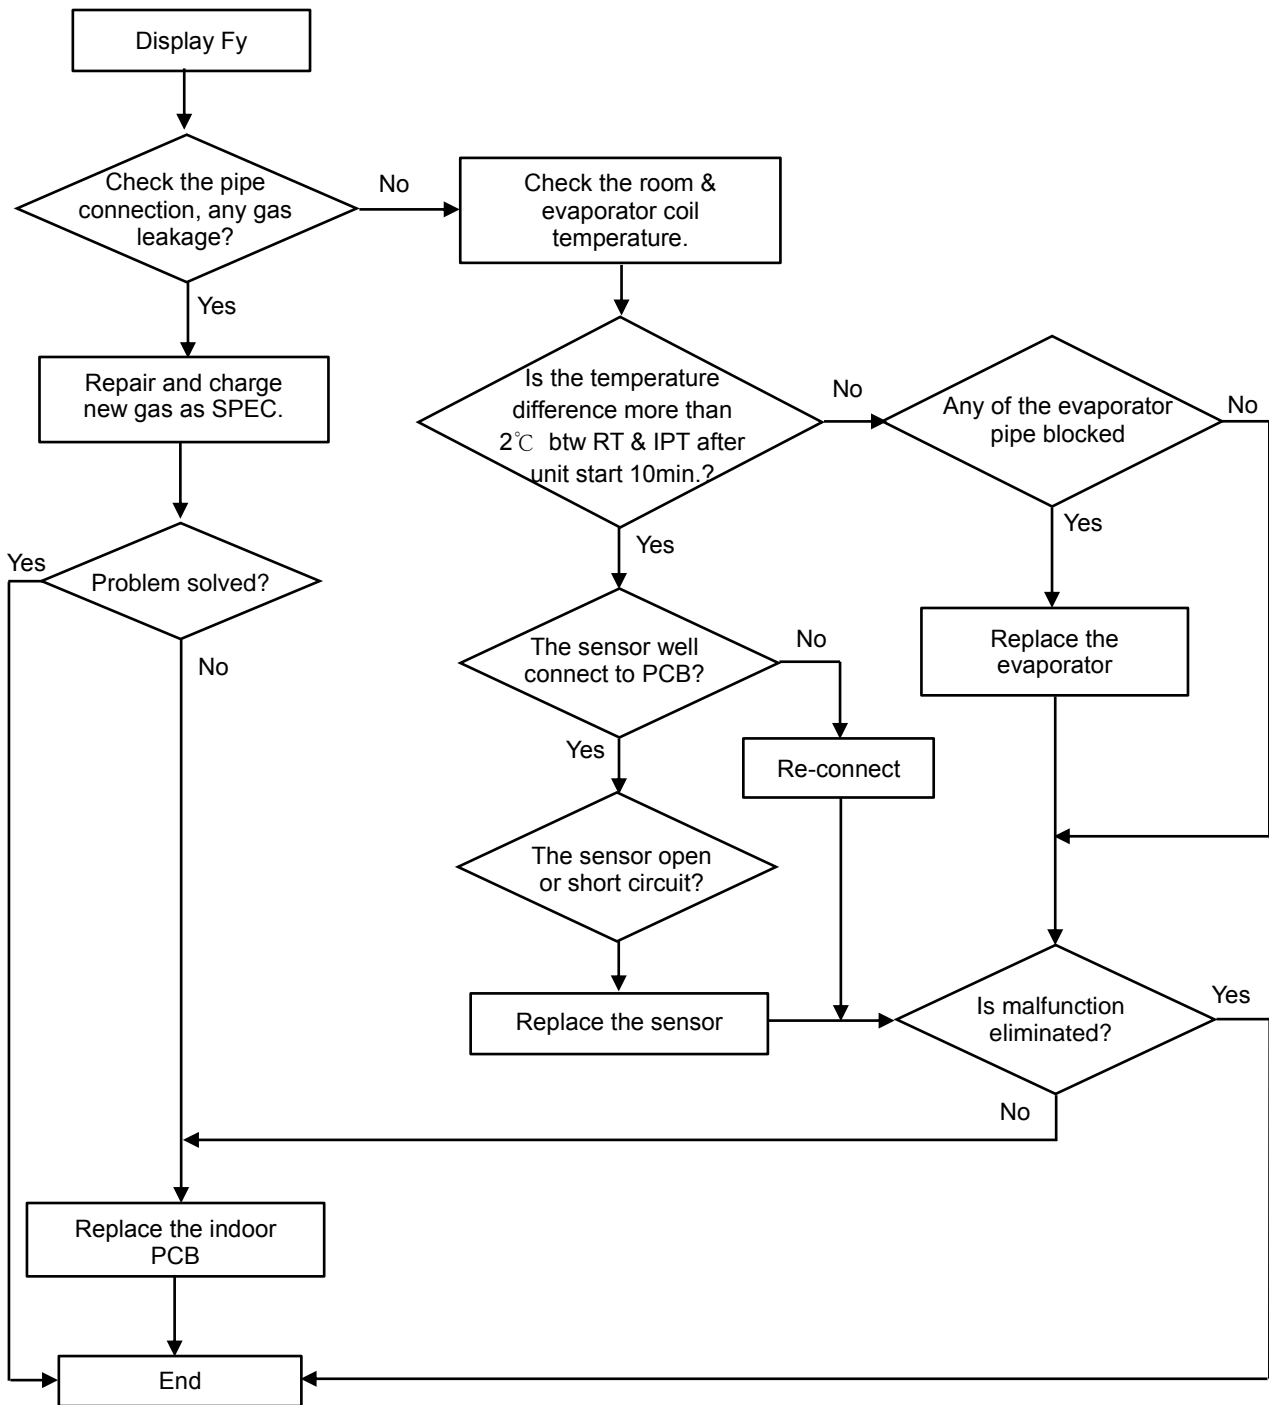 Display Fy
Check the pipe
connection, any gas
leakage?
No
Check the room &
evaporator coil
temperature.
Yes
Repair and charge
new gas as SPEC.
Is the temperature
difference more than
2℃ btw RT & IPT after
unit start 10min.?
No
Any of the evaporator
pipe blocked
No
Yes
Yes
Yes
Problem solved?
No
The sensor well
connect to PCB?
No
Replace the
evaporator
Yes
Re-connect
The sensor open
or short circuit?
Replace the sensor
Is malfunction
eliminated?
Yes
No
Replace the indoor
PCB
End